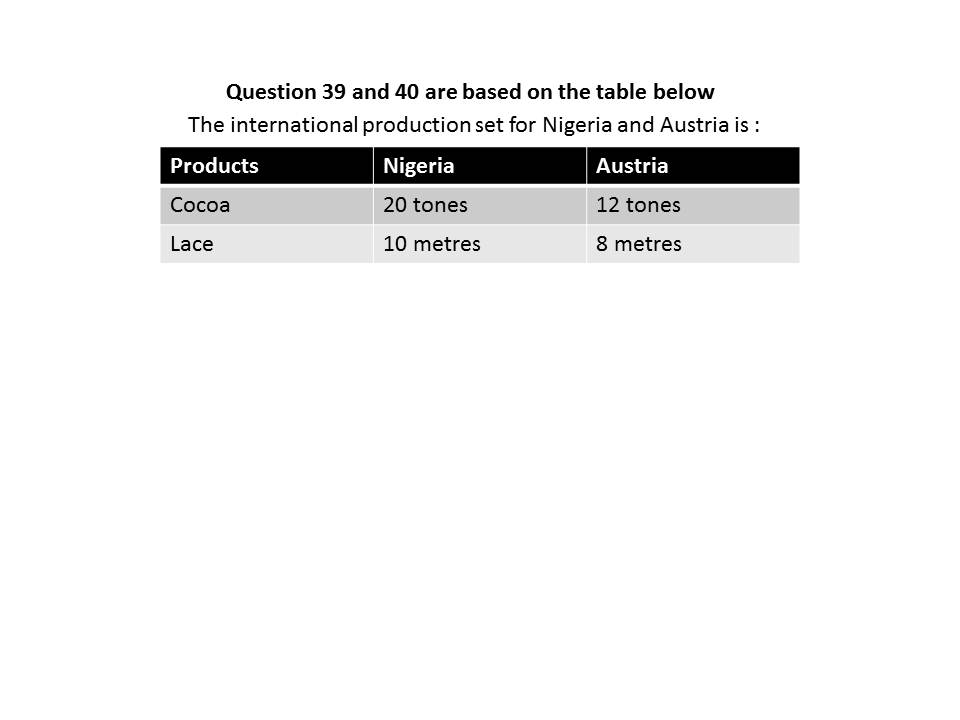 Question 39 and 40 are based on the table below
The international production set for Nigeria and Austria is :
Products Nigeria Austria
Cocoa 20 tones 12 tones
Lace 10 metres 8 metres